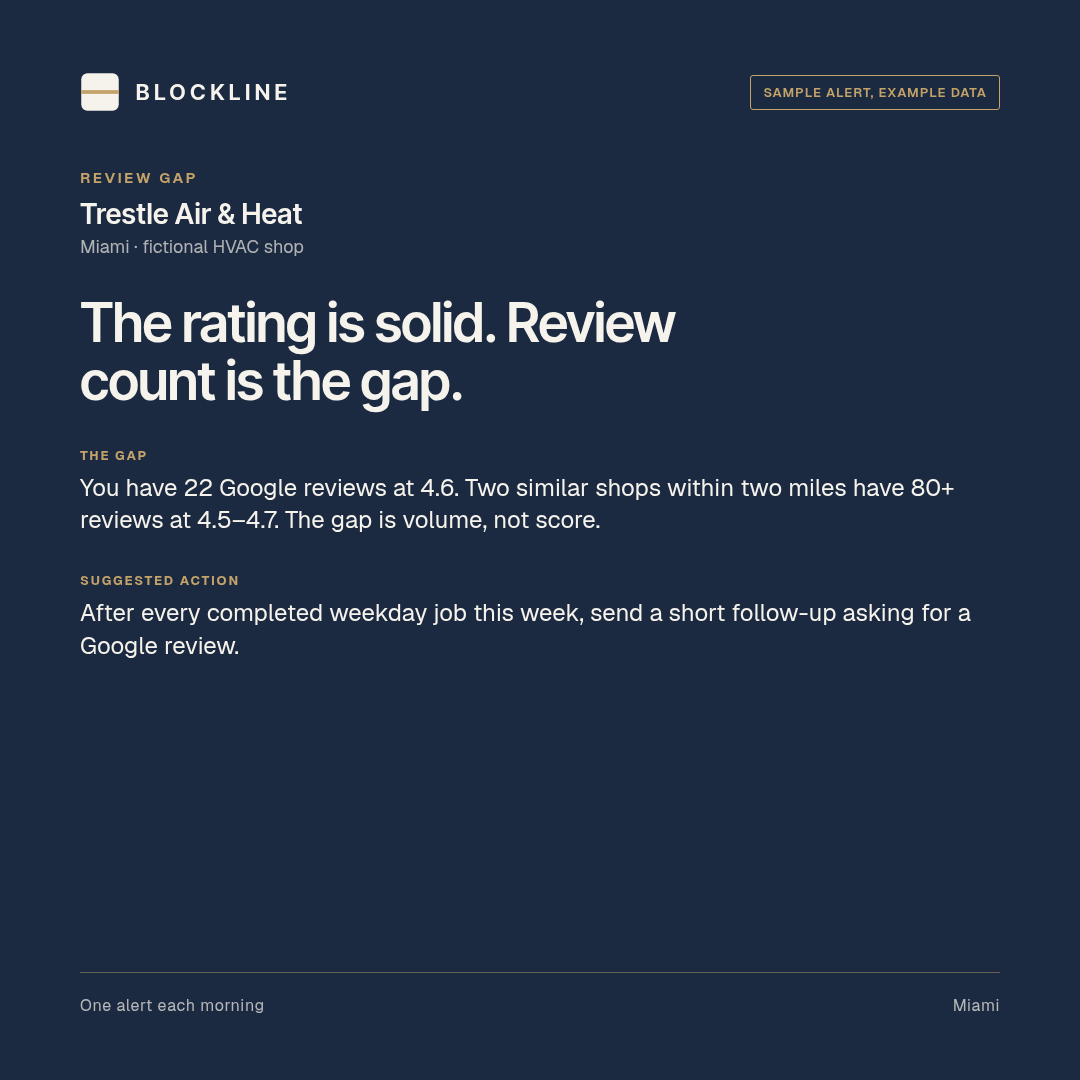 BLOCKLINE
SAMPLE ALERT, EXAMPLE DATA
REVIEW GAP
Trestle Air & Heat
Miami · fictional HVAC shop
The rating is solid. Review
count is the gap.
THE GAP
You have 22 Google reviews at 4.6. Two similar shops within two miles have 80+
reviews at 4.5–4.7. The gap is volume, not score.
SUGGESTED ACTION
After every completed weekday job this week, send a short follow-up asking for a
Google review.
One alert each morning
Miami